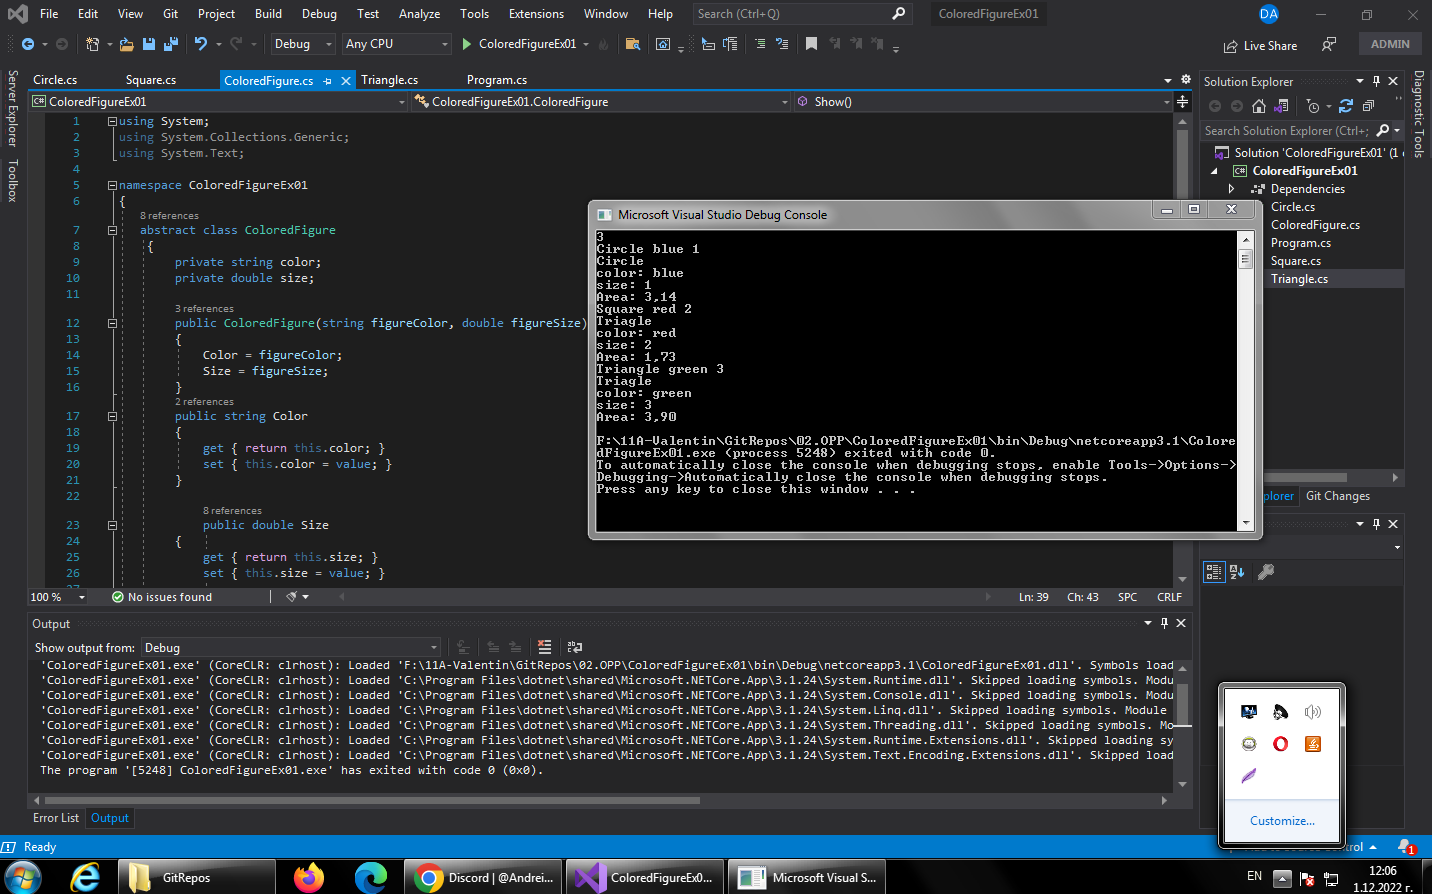 File Edit View Git Project Build Debug Test Analyze Tools Extensions Window Help Search (Ctrl+Q) ColoredFigureEx01 DA
Debug Any CPU ColoredFigureEx01 Live Share ADMIN
Server Explorer
Toolbox
Circle.cs Square.cs ColoredFigure.cs Triangle.cs Program.cs
C# ColoredFigureEx01 ColoredFigureEx01.ColoredFigure Show()
1 using System;
2 using System.Collections.Generic;
3 using System.Text;
4
5 namespace ColoredFigureEx01
6 {
8 references
7 abstract class ColoredFigure
8 {
9 private string color;
10 private double size;
11
3 references
12 public ColoredFigure(string figureColor, double figureSize)
13 {
14 Color = figureColor;
15 Size = figureSize;
16 }
2 references
17 public string Color
18 {
19 get { return this.color; }
20 set { this.color = value; }
21 }
22
8 references
23 public double Size
24 {
25 get { return this.size; }
26 set { this.size = value; }
100 % No issues found Ln: 39 Ch: 43 SPC CRLF
Microsoft Visual Studio Debug Console
3
Circle blue 1
Circle
color: blue
size: 1
Area: 3,14
Square red 2
Triagle
color: red
size: 2
Area: 1,73
Triangle green 3
Triagle
color: green
size: 3
Area: 3,90
F:\11A-Valentin\GitRepos\02.OPP\ColoredFigureEx01\bin\Debug\netcoreapp3.1\Colore
dFigureEx01.exe (process 5248) exited with code 0.
To automatically close the console when debugging stops, enable Tools->Options->
Debugging->Automatically close the console when debugging stops.
Press any key to close this window . . .
Solution Explorer
Search Solution Explorer (Ctrl+;
Solution 'ColoredFigureEx01' (1
C# ColoredFigureEx01
Dependencies
Circle.cs
ColoredFigure.cs
Program.cs
Square.cs
Triangle.cs
plorer Git Changes
Diagnostic Tools
Output
Show output from: Debug
'ColoredFigureEx01.exe' (CoreCLR: clrhost): Loaded 'F:\11A-Valentin\GitRepos\02.OPP\ColoredFigureEx01\bin\Debug\netcoreapp3.1\ColoredFigureEx01.dll'. Symbols load
'ColoredFigureEx01.exe' (CoreCLR: clrhost): Loaded 'C:\Program Files\dotnet\shared\Microsoft.NETCore.App\3.1.24\System.Runtime.dll'. Skipped loading symbols. Modu
'ColoredFigureEx01.exe' (CoreCLR: clrhost): Loaded 'C:\Program Files\dotnet\shared\Microsoft.NETCore.App\3.1.24\System.Console.dll'. Skipped loading symbols. Modu
'ColoredFigureEx01.exe' (CoreCLR: clrhost): Loaded 'C:\Program Files\dotnet\shared\Microsoft.NETCore.App\3.1.24\System.Linq.dll'. Skipped loading symbols. Module
'ColoredFigureEx01.exe' (CoreCLR: clrhost): Loaded 'C:\Program Files\dotnet\shared\Microsoft.NETCore.App\3.1.24\System.Threading.dll'. Skipped loading symbols. Mo
'ColoredFigureEx01.exe' (CoreCLR: clrhost): Loaded 'C:\Program Files\dotnet\shared\Microsoft.NETCore.App\3.1.24\System.Runtime.Extensions.dll'. Skipped loading sy
'ColoredFigureEx01.exe' (CoreCLR: clrhost): Loaded 'C:\Program Files\dotnet\shared\Microsoft.NETCore.App\3.1.24\System.Text.Encoding.Extensions.dll'. Skipped load
The program '[5248] ColoredFigureEx01.exe' has exited with code 0 (0x0).
Error List Output
Customize...
Ready 1
GitRepos Discord | @Andrei... ColoredFigureEx0... Microsoft Visual S... EN 12:06
1.12.2022 г.